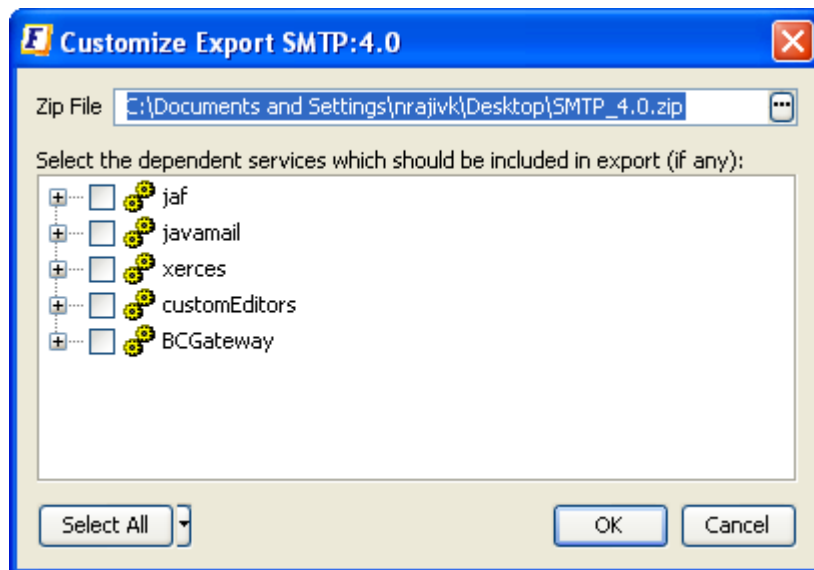 F Customize Export SMTP:4.0
Zip File C:\Documents and Settings\nrajivk\Desktop\SMTP_4.0.zip ...
Select the dependent services which should be included in export (if any):
jaf
javamail
xerces
customEditors
BCGateway
Select All OK Cancel